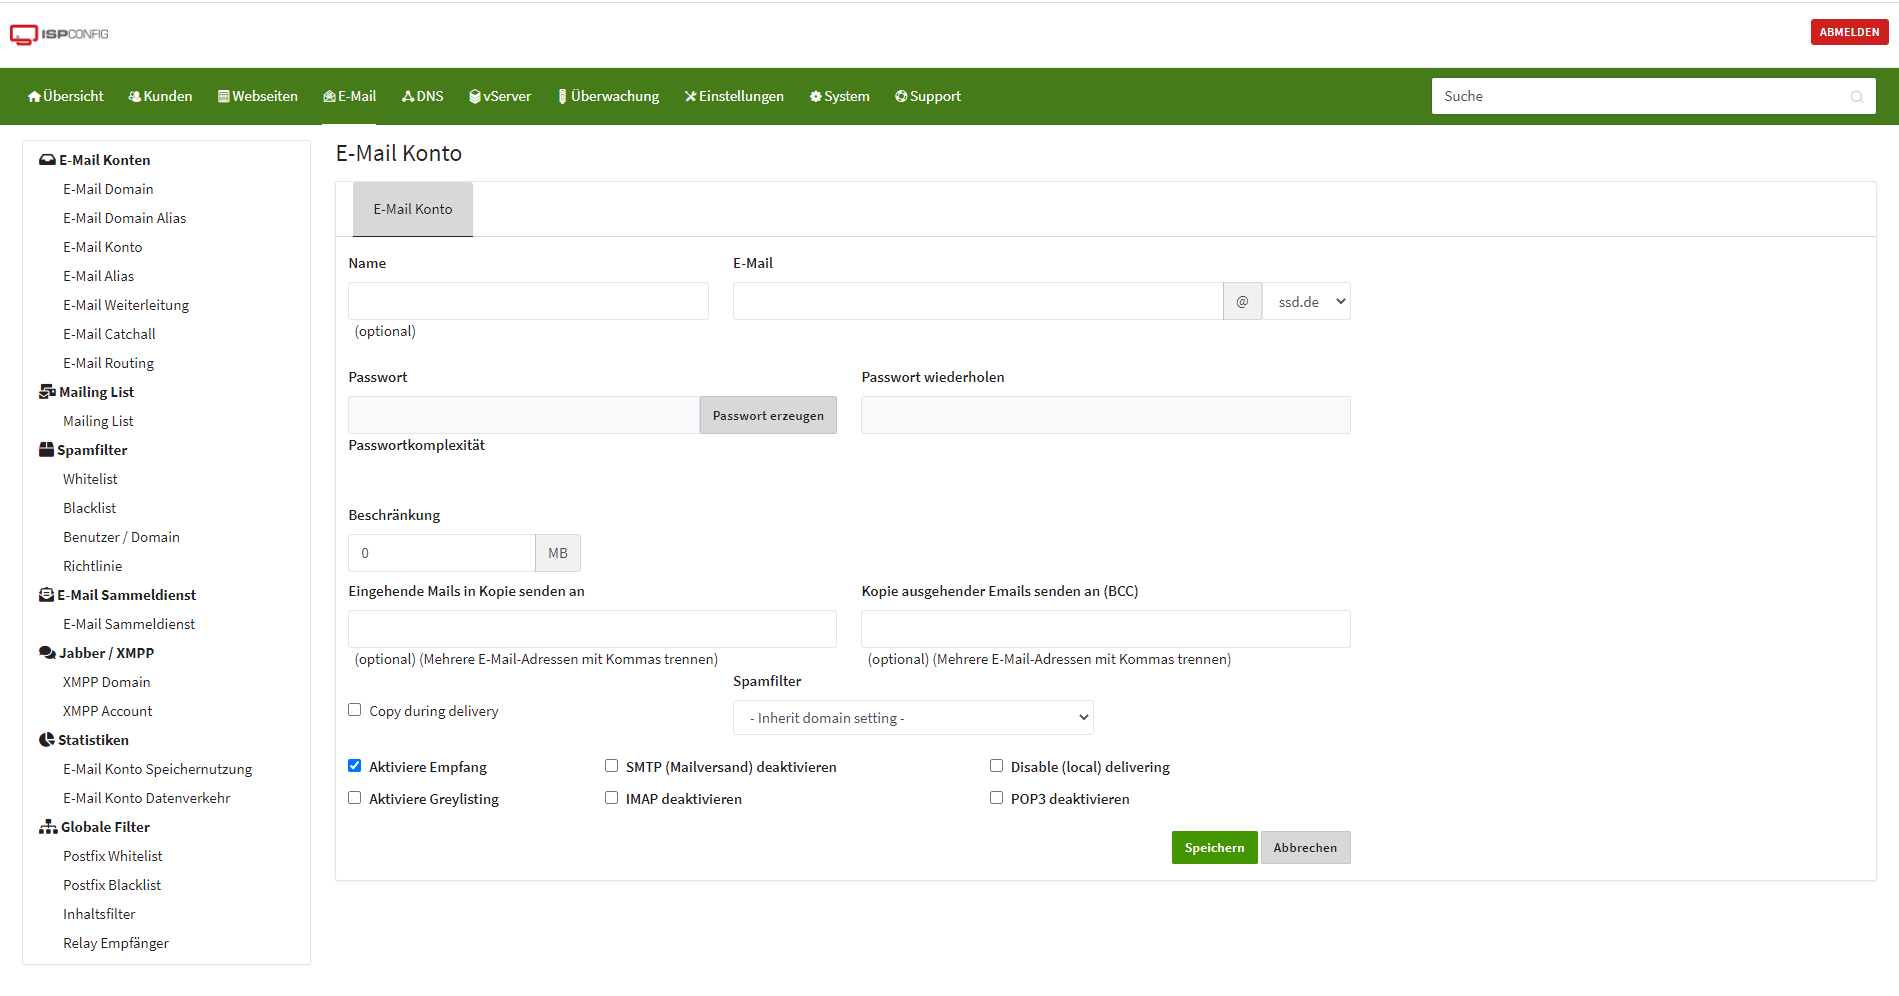 ISPCONFIG
ABMELDEN
Übersicht Kunden Webseiten E-Mail DNS vServer Überwachung Einstellungen System Support Suche
E-Mail Konten
E-Mail Domain
E-Mail Domain Alias
E-Mail Konto
E-Mail Alias
E-Mail Weiterleitung
E-Mail Catchall
E-Mail Routing
Mailing List
Mailing List
Spamfilter
Whitelist
Blacklist
Benutzer / Domain
Richtlinie
E-Mail Sammeldienst
E-Mail Sammeldienst
Jabber / XMPP
XMPP Domain
XMPP Account
Statistiken
E-Mail Konto Speichernutzung
E-Mail Konto Datenverkehr
Globale Filter
Postfix Whitelist
Postfix Blacklist
Inhaltsfilter
Relay Empfänger
E-Mail Konto
E-Mail Konto
Name E-Mail
@ ssd.de
(optional)
Passwort Passwort wiederholen
Passwort erzeugen
Passwortkomplexität
Beschränkung
0 MB
Eingehende Mails in Kopie senden an Kopie ausgehender Emails senden an (BCC)
(optional) (Mehrere E-Mail-Adressen mit Kommas trennen) (optional) (Mehrere E-Mail-Adressen mit Kommas trennen)
Spamfilter
Copy during delivery - Inherit domain setting -
Aktiviere Empfang SMTP (Mailversand) deaktivieren Disable (local) delivering
Aktiviere Greylisting IMAP deaktivieren POP3 deaktivieren
Speichern Abbrechen